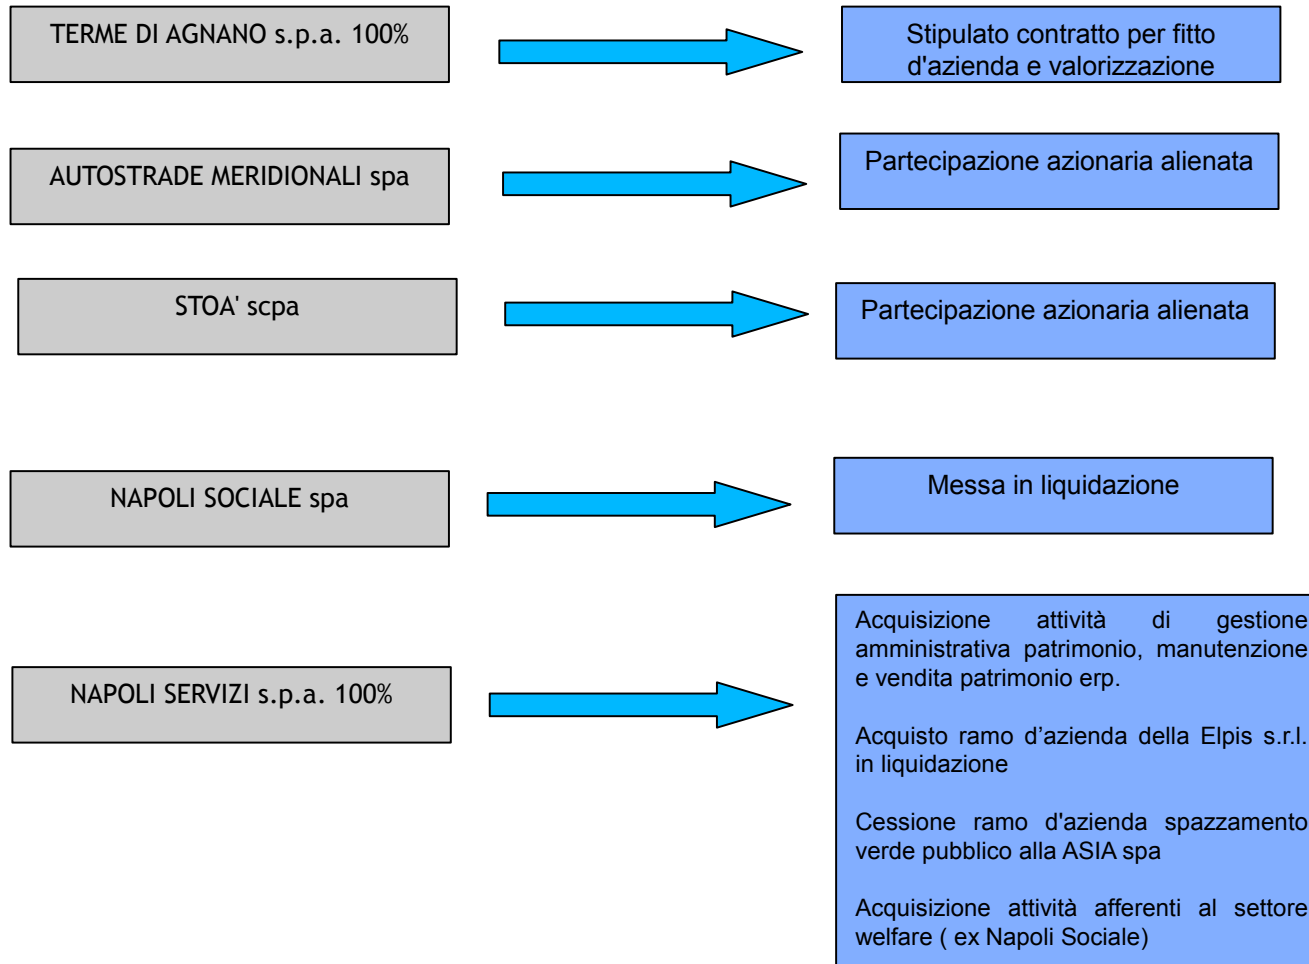 TERME DI AGNANO s.p.a. 100%
Stipulato contratto per fitto
d'azienda e valorizzazione
AUTOSTRADE MERIDIONALI spa
Partecipazione azionaria alienata
STOA' scpa
Partecipazione azionaria alienata
NAPOLI SOCIALE spa
Messa in liquidazione
NAPOLI SERVIZI s.p.a. 100%
Acquisizione attività di gestione
amministrativa patrimonio, manutenzione
e vendita patrimonio erp.
Acquisto ramo d’azienda della Elpis s.r.l.
in liquidazione
Cessione ramo d'azienda spazzamento
verde pubblico alla ASIA spa
Acquisizione attività afferenti al settore
welfare ( ex Napoli Sociale)